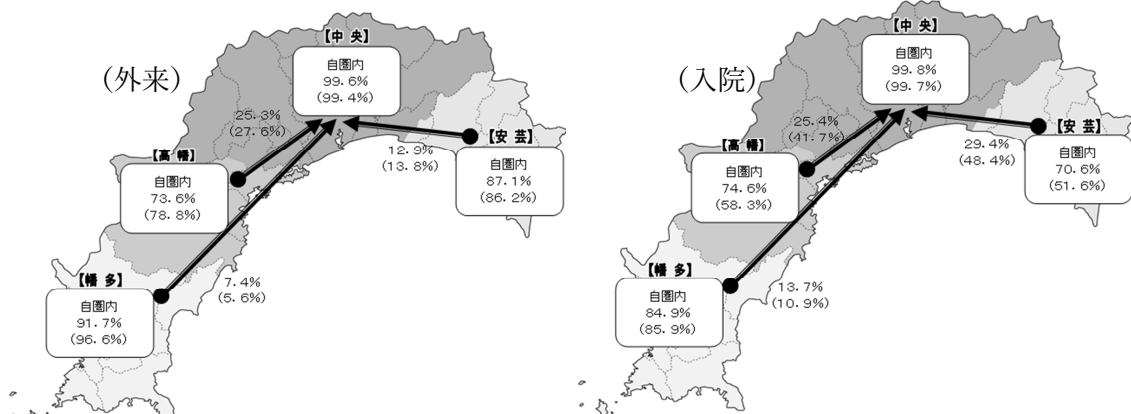 (外来)
【中 央】
自圏内
99.6%
(99.4%)
25.3%
(27.6%)
【高 幡】
自圏内
73.6%
(78.8%)
12.9%
(13.8%)
【安 芸】
自圏内
87.1%
(86.2%)
【幡 多】
自圏内
91.7%
(96.6%)
7.4%
(5.6%)
(入院)
【中 央】
自圏内
99.8%
(99.7%)
25.4%
(41.7%)
【高 幡】
自圏内
74.6%
(58.3%)
29.4%
(48.4%)
【安 芸】
自圏内
70.6%
(51.6%)
【幡 多】
自圏内
84.9%
(85.9%)
13.7%
(10.9%)